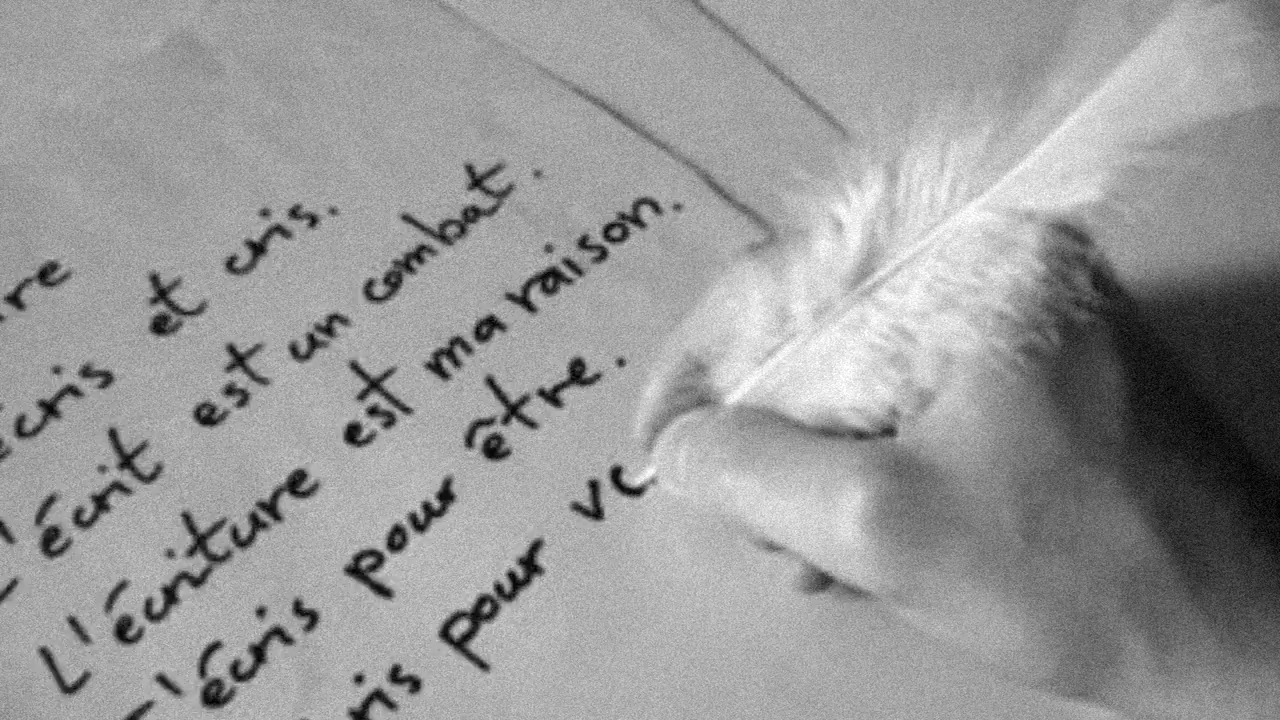 re
écris et cris.
L'écrit est un combat.
L'écriture est ma raison.
J'écris pour être.
ris pour v